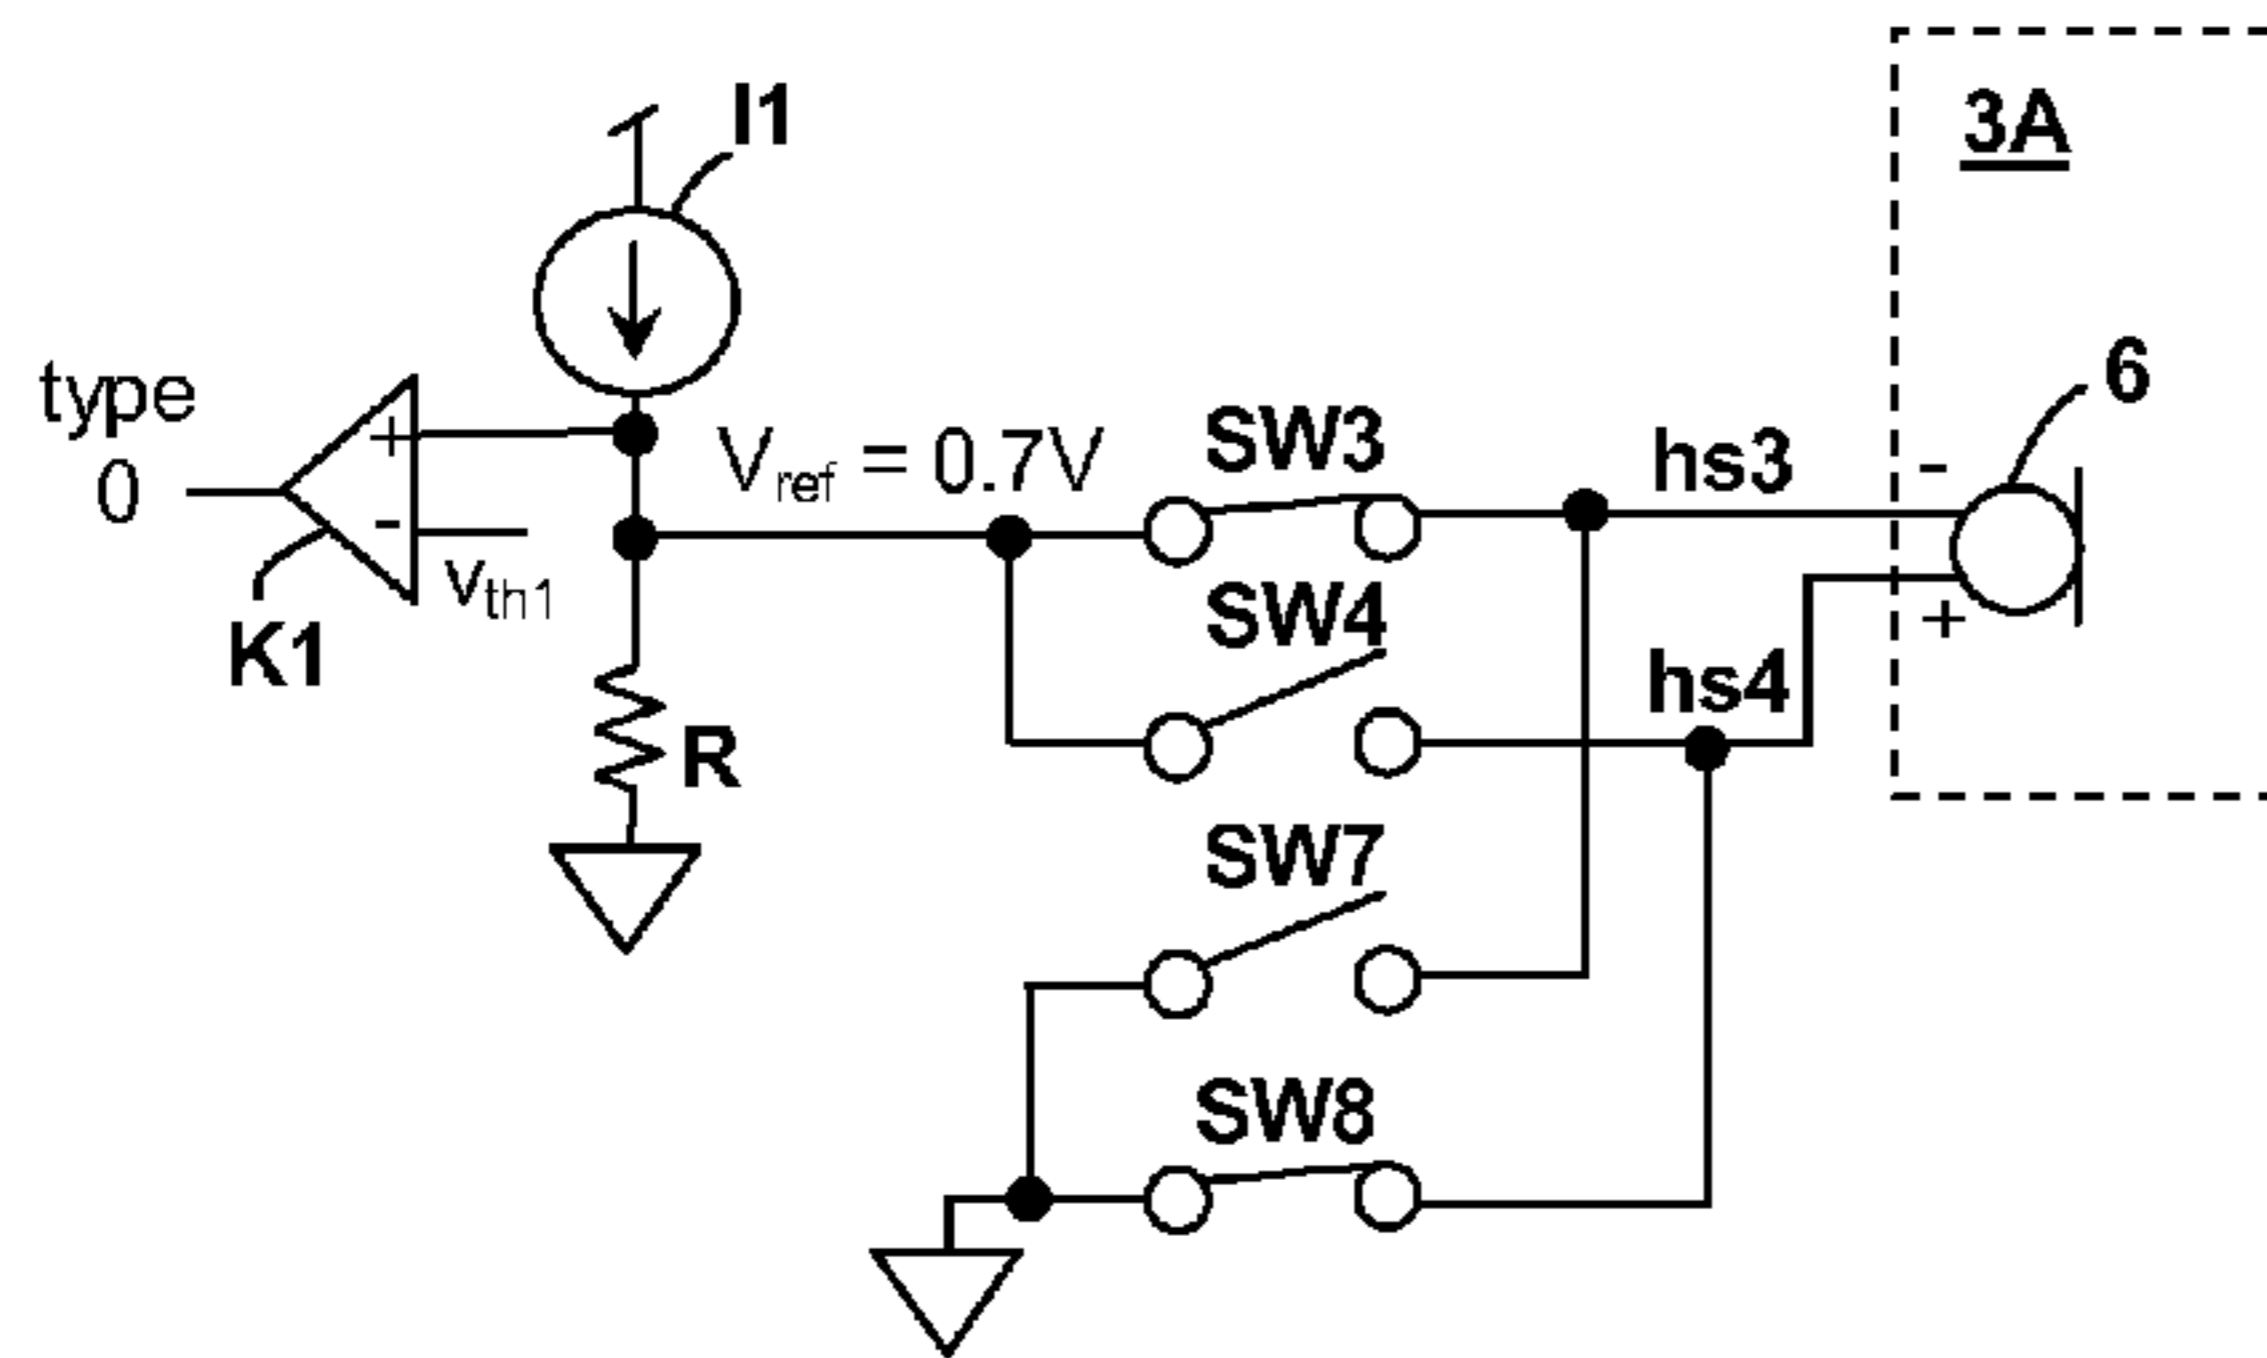 I1
3A
type
0
+
-
K1
Vref = 0.7V
vth1
R
SW3
SW4
SW7
SW8
hs3
hs4
-
+
6